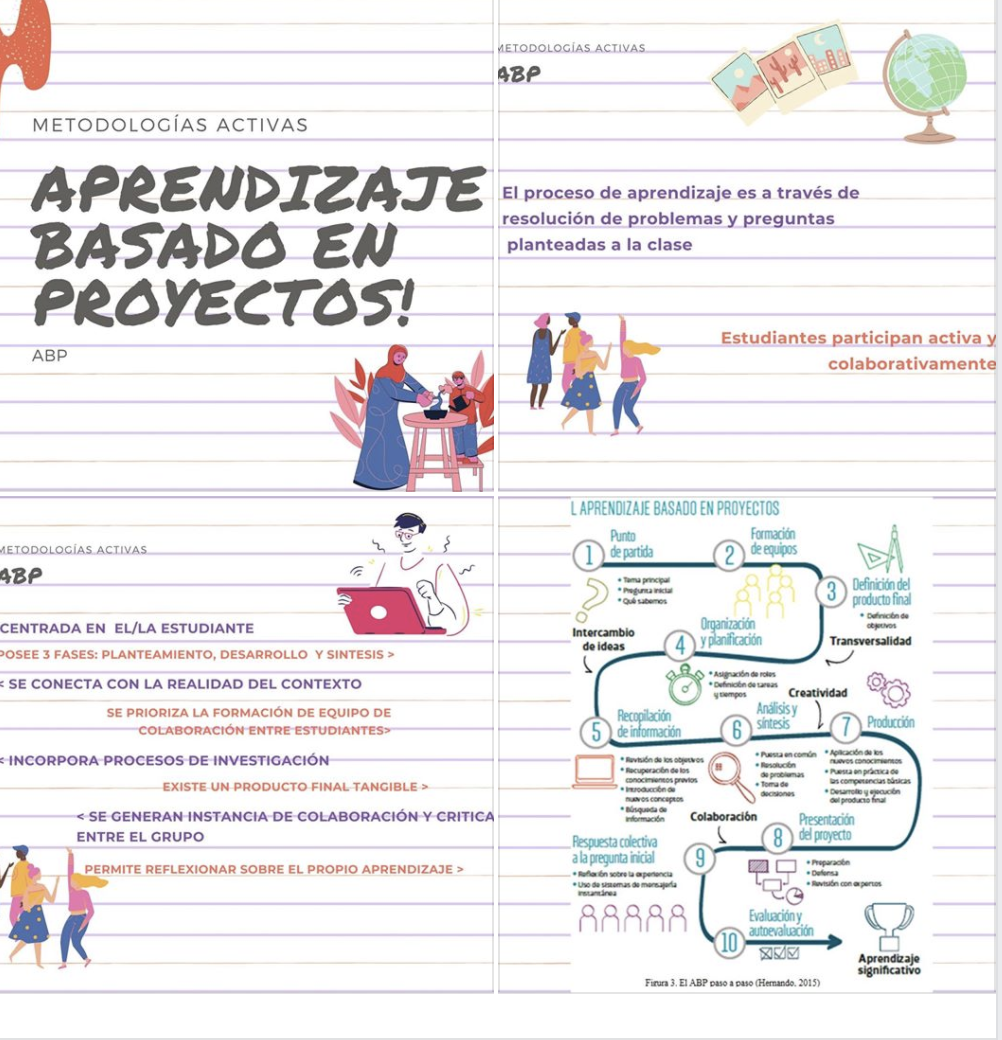 METODOLOGÍAS ACTIVAS
APRENDIZAJE
BASADO EN
PROYECTOS!
ABP
METODOLOGÍAS ACTIVAS
ABP
El proceso de aprendizaje es a través de
resolución de problemas y preguntas
planteadas a la clase
Estudiantes participan activa y
colaborativamente
METODOLOGÍAS ACTIVAS
ABP
CENTRADA EN EL/LA ESTUDIANTE
POSEE 3 FASES: PLANTEAMIENTO, DESARROLLO Y SINTESIS >
< SE CONECTA CON LA REALIDAD DEL CONTEXTO
SE PRIORIZA LA FORMACIÓN DE EQUIPO DE
COLABORACIÓN ENTRE ESTUDIANTES>
< INCORPORA PROCESOS DE INVESTIGACIÓN
EXISTE UN PRODUCTO FINAL TANGIBLE >
< SE GENERAN INSTANCIA DE COLABORACIÓN Y CRITICA
ENTRE EL GRUPO
PERMITE REFLEXIONAR SOBRE EL PROPIO APRENDIZAJE >
L APRENDIZAJE BASADO EN PROYECTOS
1
Punto
de partida
• Tema principal
• Pregunta inicial
• Qué sabemos
2
Formación
de equipos
3
Definición del
producto final
• Definición de
objetivos
Intercambio
de ideas
4
Organización
y planificación
• Asignación de roles
• Definición de tareas
y tiempos
Transversalidad
Creatividad
5
Recopilación
de información
• Revisión de los objetivos
• Recuperación de los
conocimientos previos
• Introducción de
nuevos conceptos
• Búsqueda de
información
6
Análisis y
síntesis
• Puesta en común
• Resolución
de problemas
• Toma de
decisiones
7
Producción
• Aplicación de los
nuevos conocimientos
• Puesta en práctica de
las competencias básicas
• Desarrollo y ejecución
del producto final
Colaboración
8
Presentación
del proyecto
• Preparación
• Defensa
• Revisión con expertos
9
Respuesta colectiva
a la pregunta inicial
• Reflexión sobre la experiencia
• Uso de sistemas de mensajería
instantánea
10
Evaluación y
autoevaluación
Aprendizaje
significativo
Figura 3. El ABP paso a paso (Hernando, 2015)